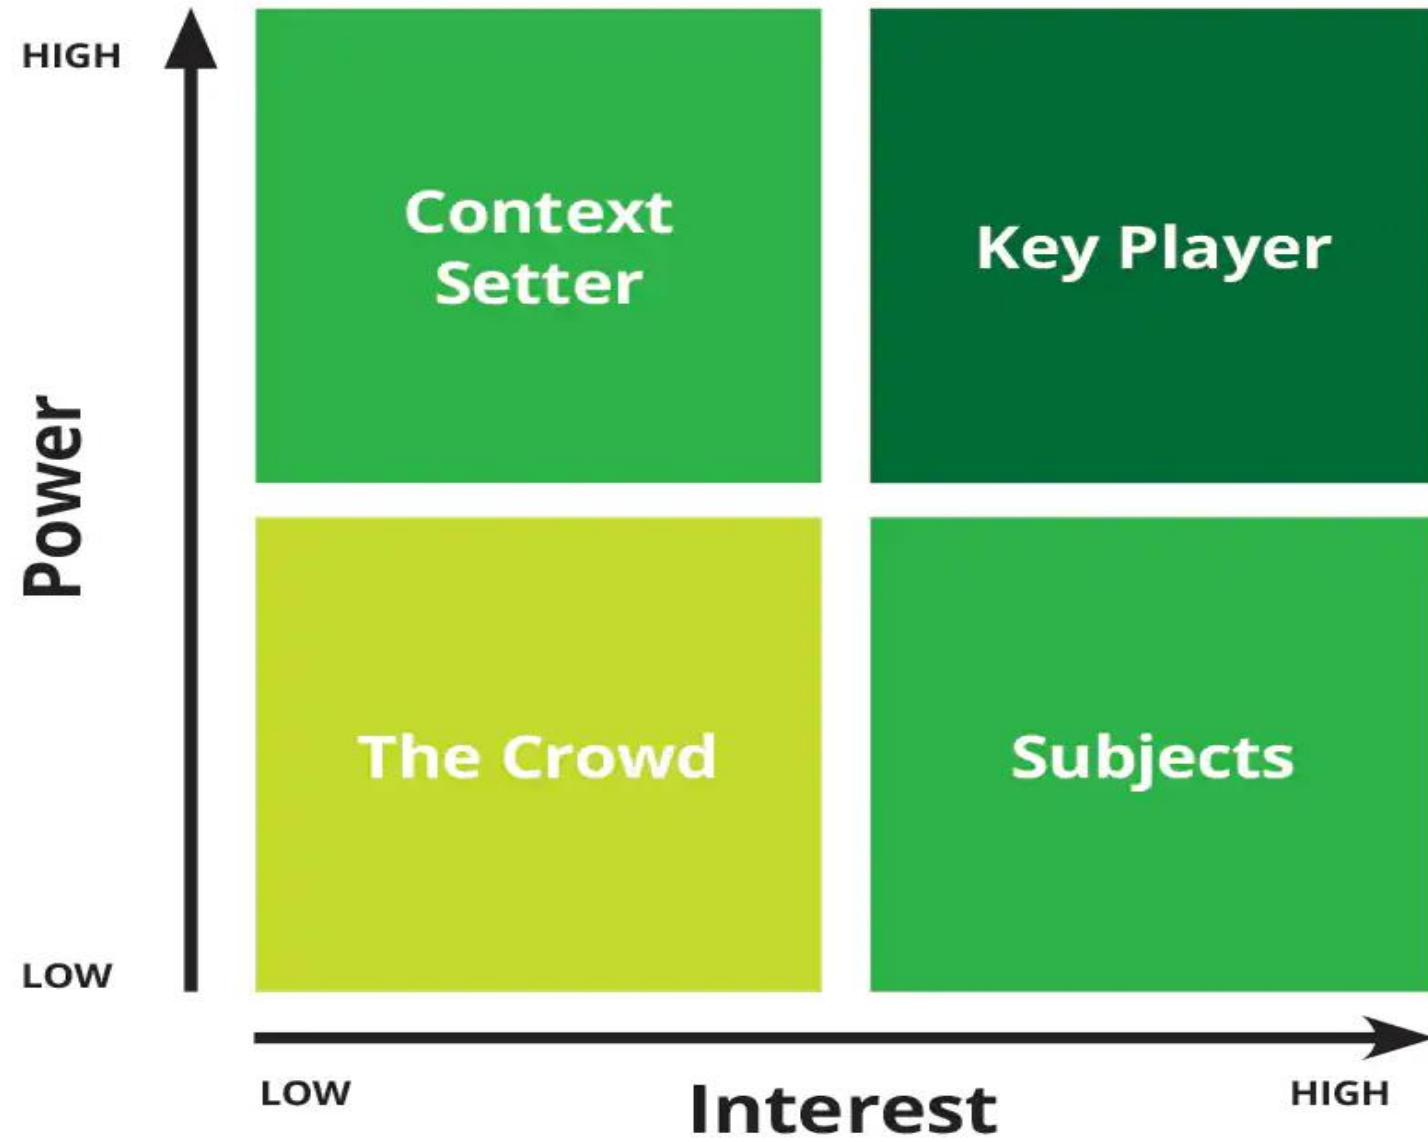 HIGH
Context
Setter
Key Player
Power
The Crowd
Subjects
LOW
LOW
Interest
HIGH